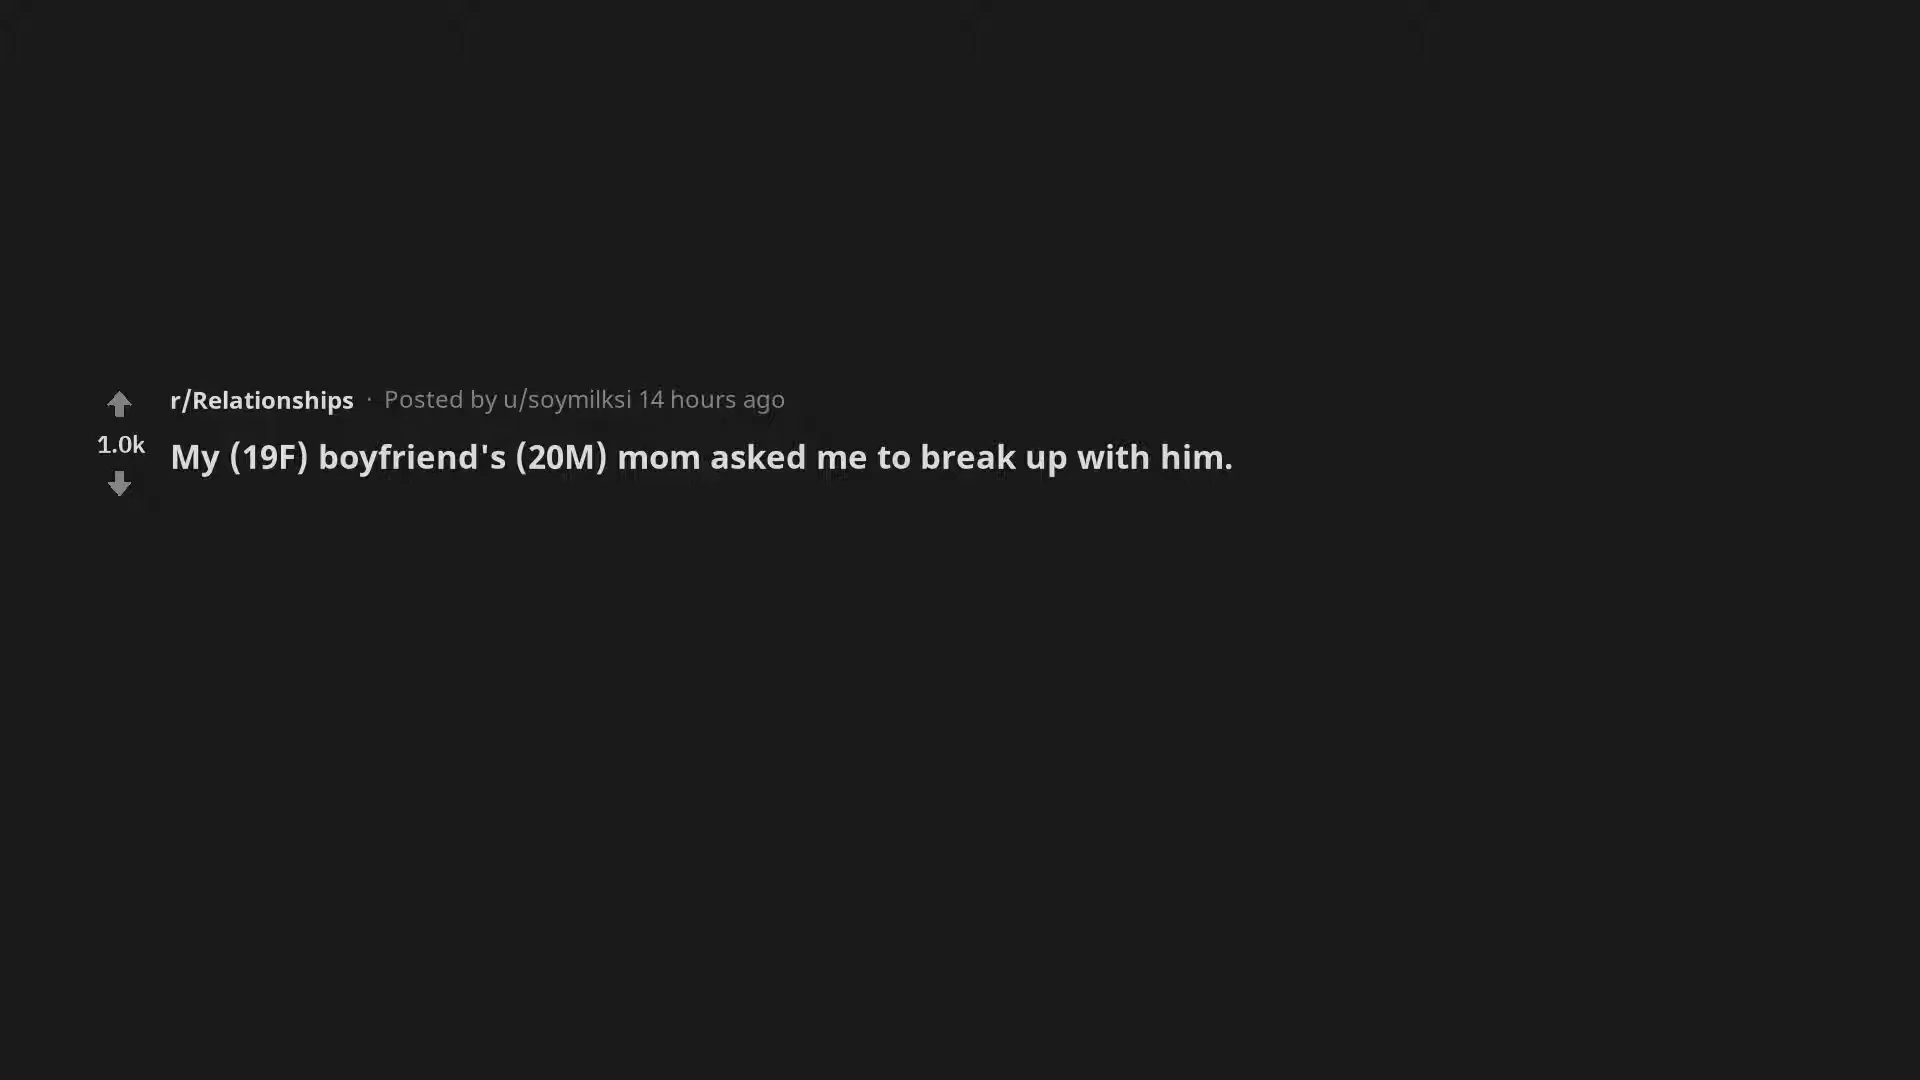 r/Relationships · Posted by u/soymilksi 14 hours ago
1.0k
My (19F) boyfriend's (20M) mom asked me to break up with him.